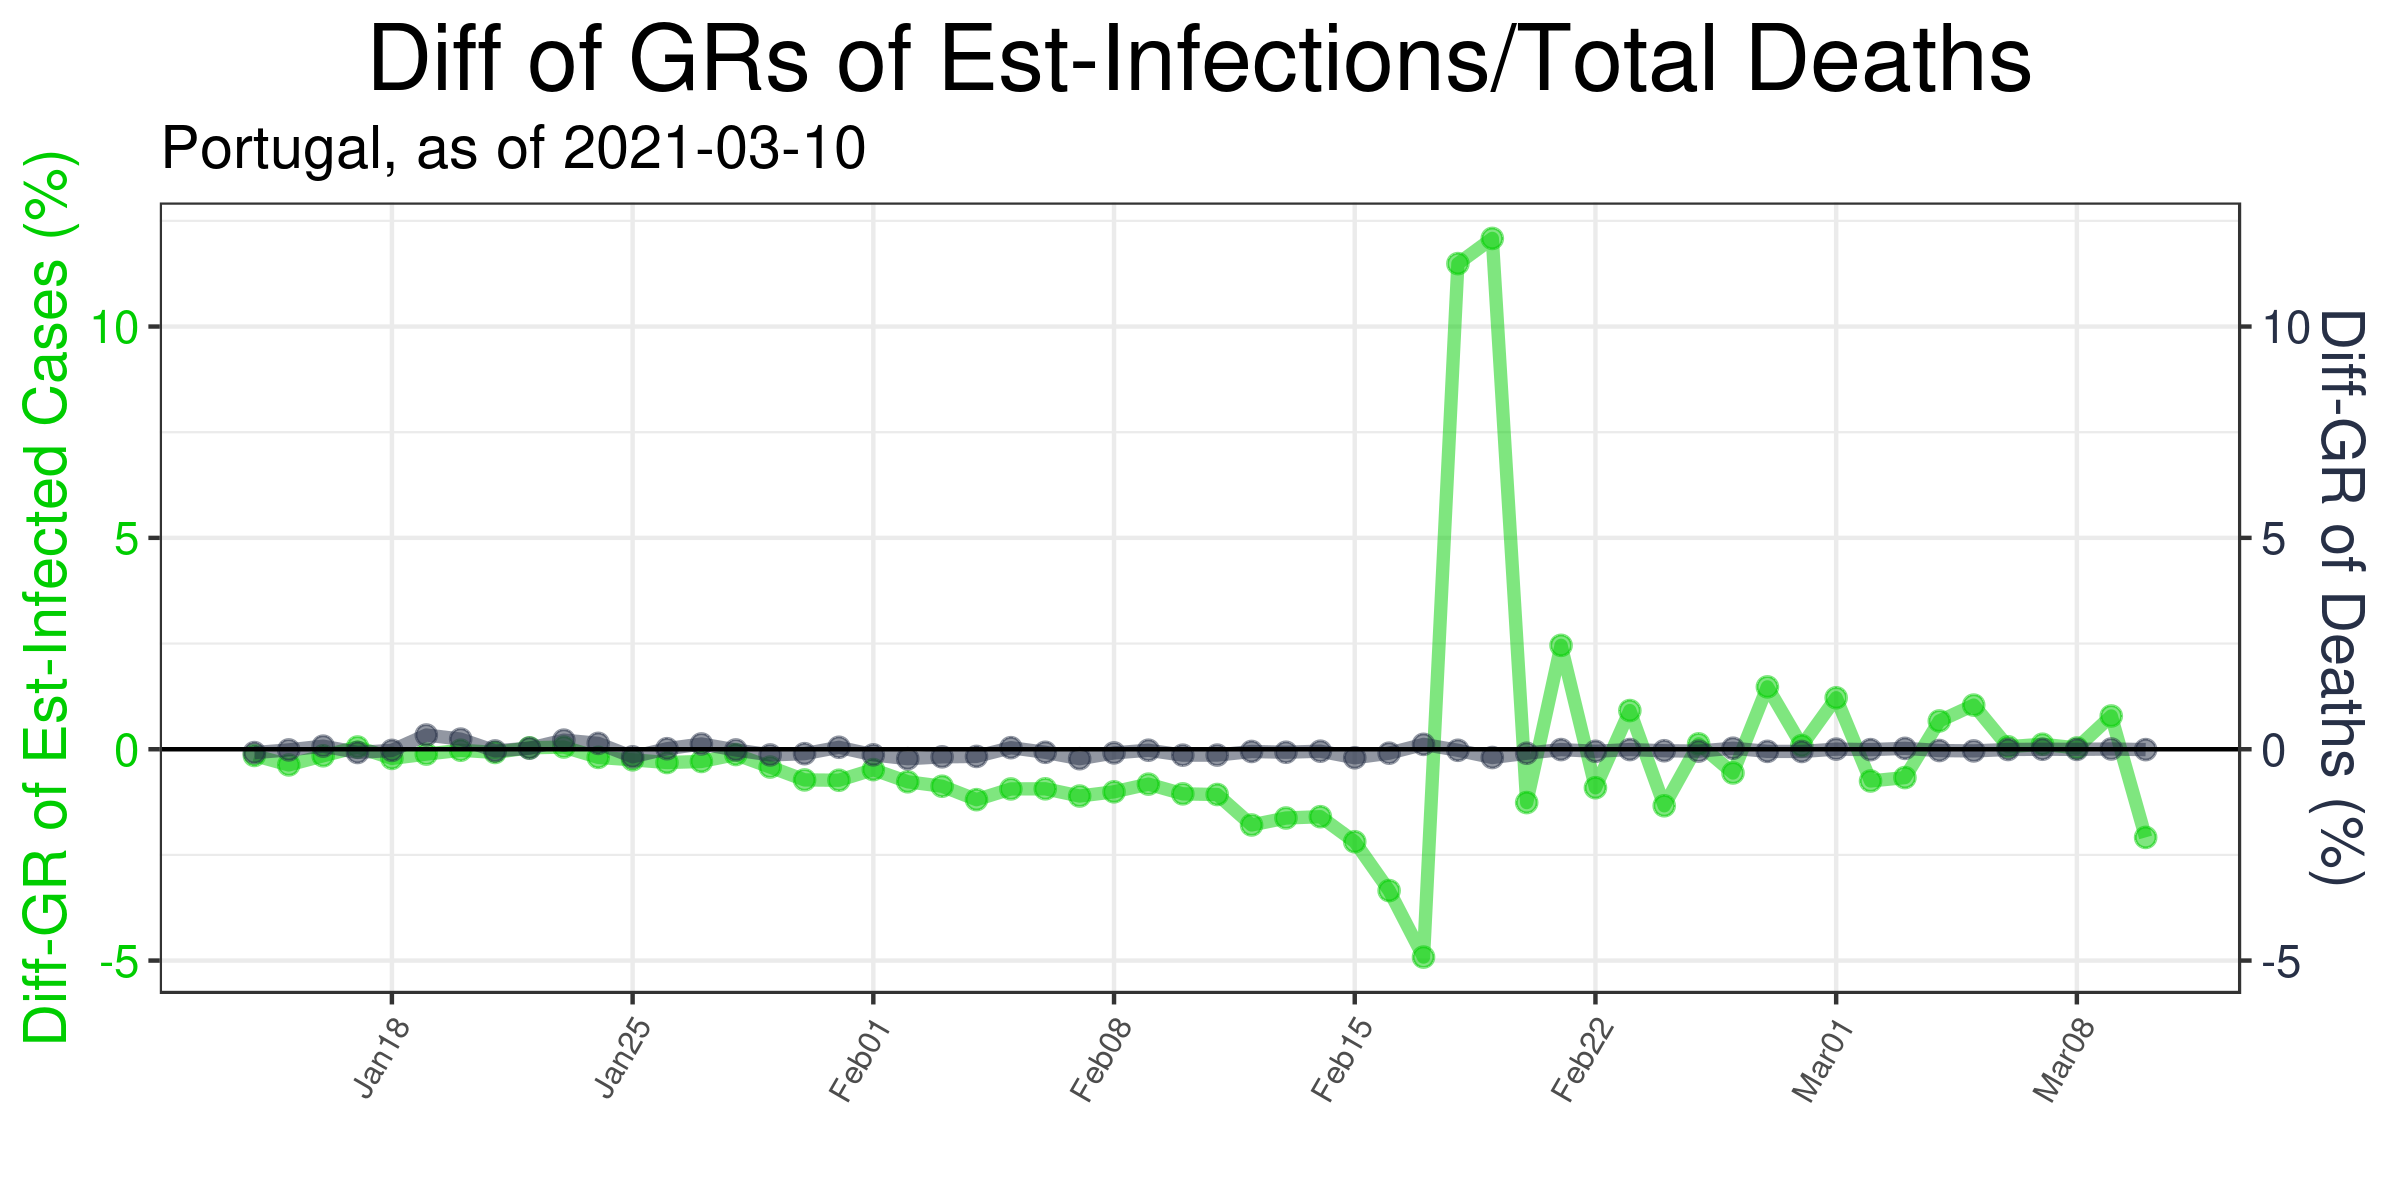 Diff of GRs of Est-Infections/Total Deaths
Portugal, as of 2021-03-10
Diff-GR of Est-Infected Cases (%)
10
5
0
-5
10
5
0
-5
Diff-GR of Deaths (%)
Jan18
Jan25
Feb01
Feb08
Feb15
Feb22
Mar01
Mar08